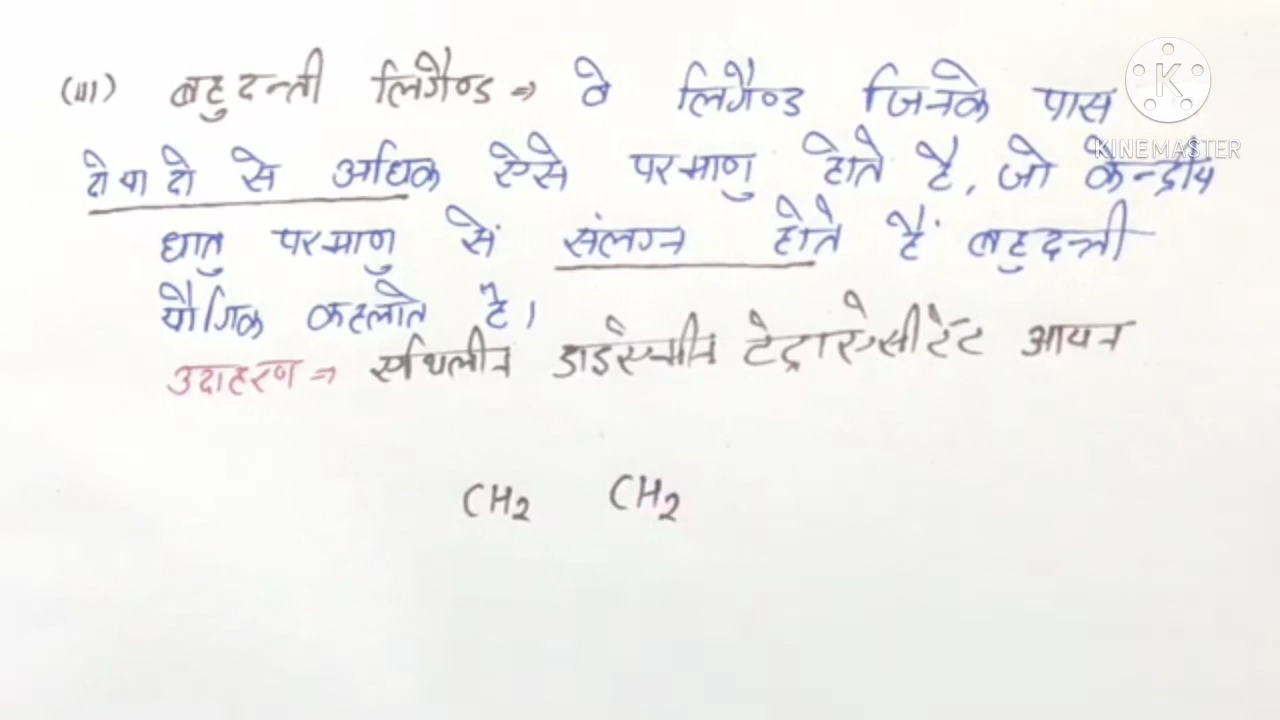 (III) बहुदन्ती लिगैण्ड ⇒ वे लिगैण्ड जिनके पास
दो या दो से अधिक ऐसे परमाणु होते है, जो केन्द्रीय
धातु परमाणु से संलग्न होते हैं बहुदन्ती
यौगिक कहलाते है।
उदाहरण ⇒ र्एथिलीन डाइऐमीन टेट्राऐसीटेट आयन
CH2 CH2
KINEMASTER